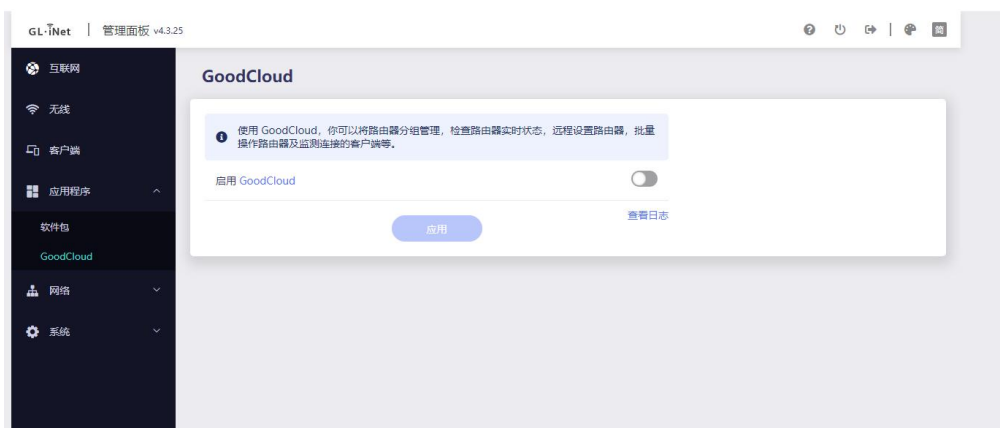 GL·iNet | 管理面板 v4.3.25
简
互联网
无线
客户端
应用程序
软件包
GoodCloud
网络
系统
GoodCloud
使用 GoodCloud，你可以将路由器分组管理，检查路由器实时状态，远程设置路由器，批量
操作路由器及监测连接的客户端等。
启用 GoodCloud
查看日志
应用